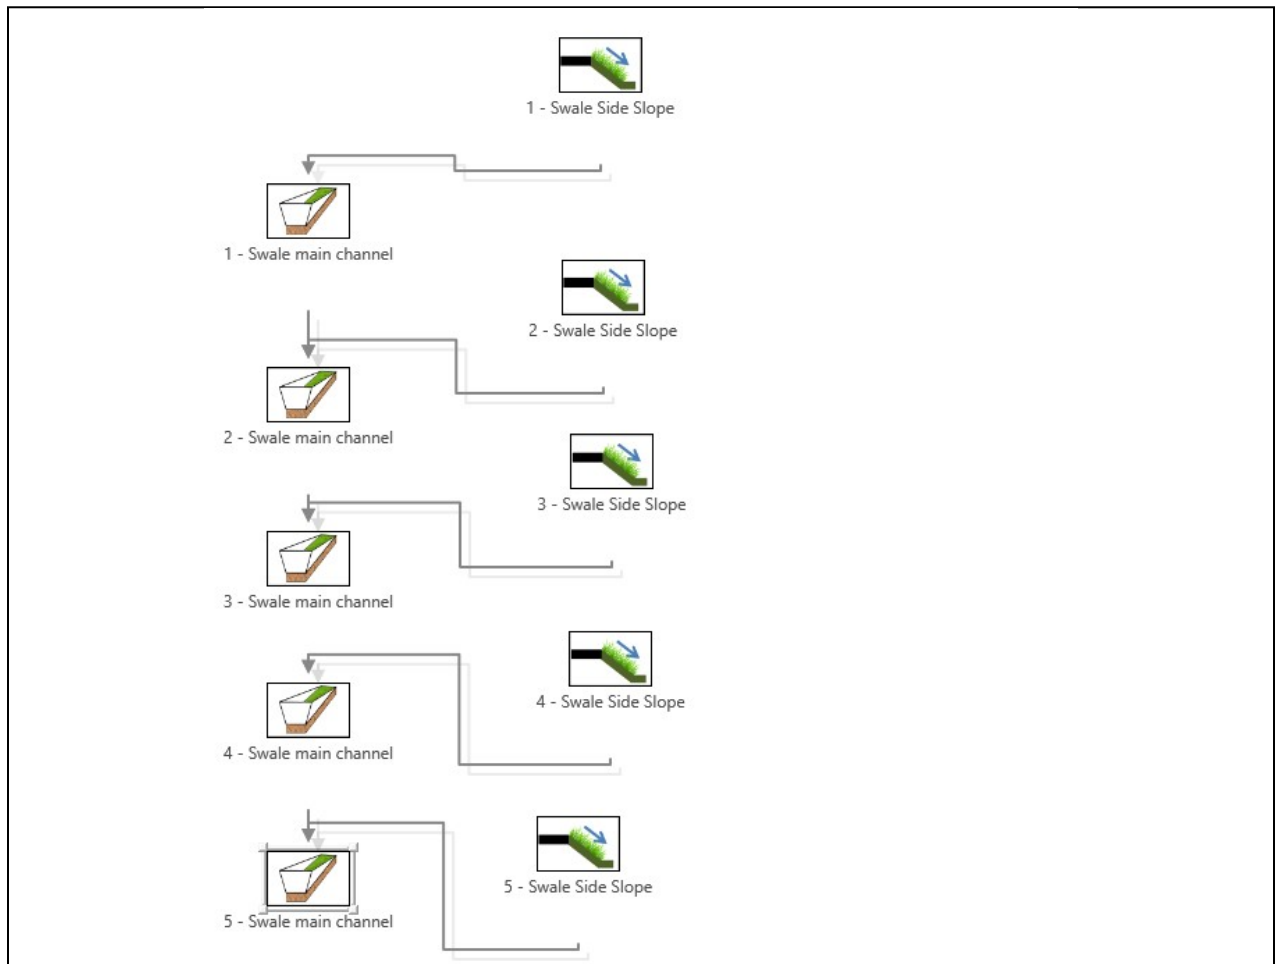 1 - Swale Side Slope
1 - Swale main channel
2 - Swale Side Slope
2 - Swale main channel
3 - Swale Side Slope
3 - Swale main channel
4 - Swale Side Slope
4 - Swale main channel
5 - Swale Side Slope
5 - Swale main channel